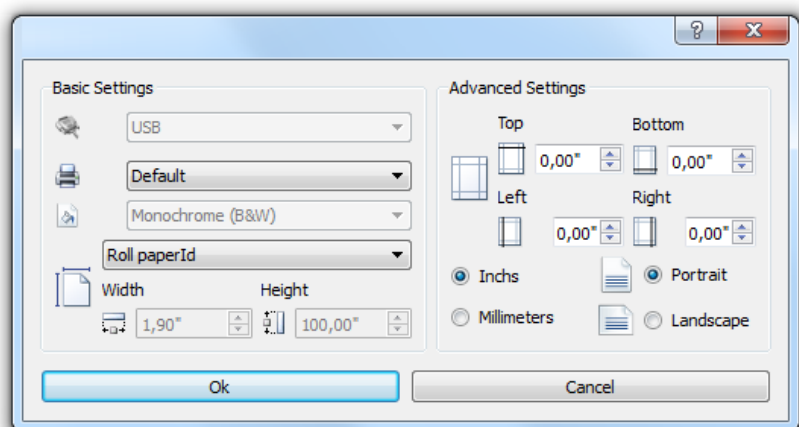 ?
Basic Settings
USB
Default
Monochrome (B&W)
Roll paperId
Width Height
1,90" 100,00"
Advanced Settings
Top Bottom
0,00" 0,00"
Left Right
0,00" 0,00"
Inchs Portrait
Millimeters Landscape
Ok Cancel